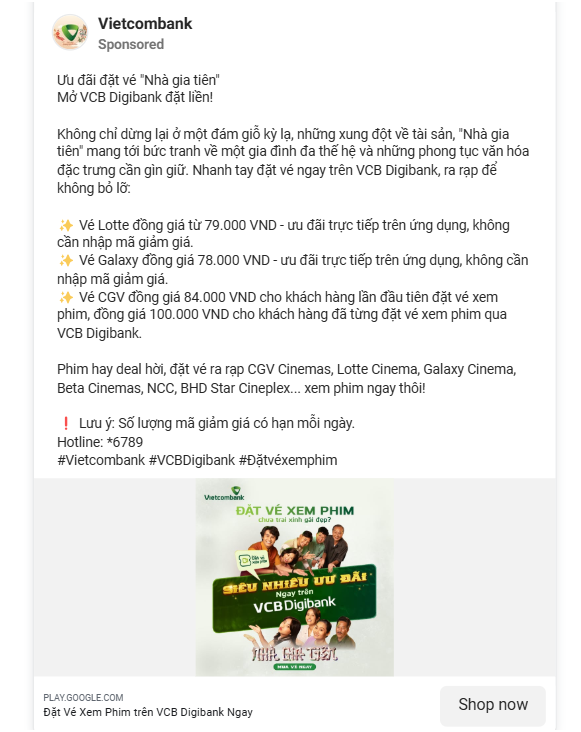 Vietcombank
Sponsored
Ưu đãi đặt vé "Nhà gia tiên"
Mở VCB Digibank đặt liền!
Không chỉ dừng lại ở một đám giỗ kỳ lạ, những xung đột về tài sản, "Nhà gia
tiên" mang tới bức tranh về một gia đình đa thế hệ và những phong tục văn hóa
đặc trưng cần gìn giữ. Nhanh tay đặt vé ngay trên VCB Digibank, ra rạp để
không bỏ lỡ:
✨ Vé Lotte đồng giá từ 79.000 VND - ưu đãi trực tiếp trên ứng dụng, không
cần nhập mã giảm giá.
✨ Vé Galaxy đồng giá 78.000 VND - ưu đãi trực tiếp trên ứng dụng, không cần
nhập mã giảm giá.
✨ Vé CGV đồng giá 84.000 VND cho khách hàng lần đầu tiên đặt vé xem
phim, đồng giá 100.000 VND cho khách hàng đã từng đặt vé xem phim qua
VCB Digibank.
Phim hay deal hời, đặt vé ra rạp CGV Cinemas, Lotte Cinema, Galaxy Cinema,
Beta Cinemas, NCC, BHD Star Cineplex... xem phim ngay thôi!
❗ Lưu ý: Số lượng mã giảm giá có hạn mỗi ngày.
Hotline: *6789
#Vietcombank #VCBDigibank #Đặtvéxemphim
Vietcombank
ĐẶT VÉ XEM PHIM
chưa trai xinh gái đẹp?
Đặt vé
xem phim
SIÊU NHIỀU ƯU ĐÃI
Ngay trên
VCB Digibank
NHÀ GIA TIÊN
MUA VÉ NGAY
PLAY.GOOGLE.COM
Đặt Vé Xem Phim trên VCB Digibank Ngay
Shop now